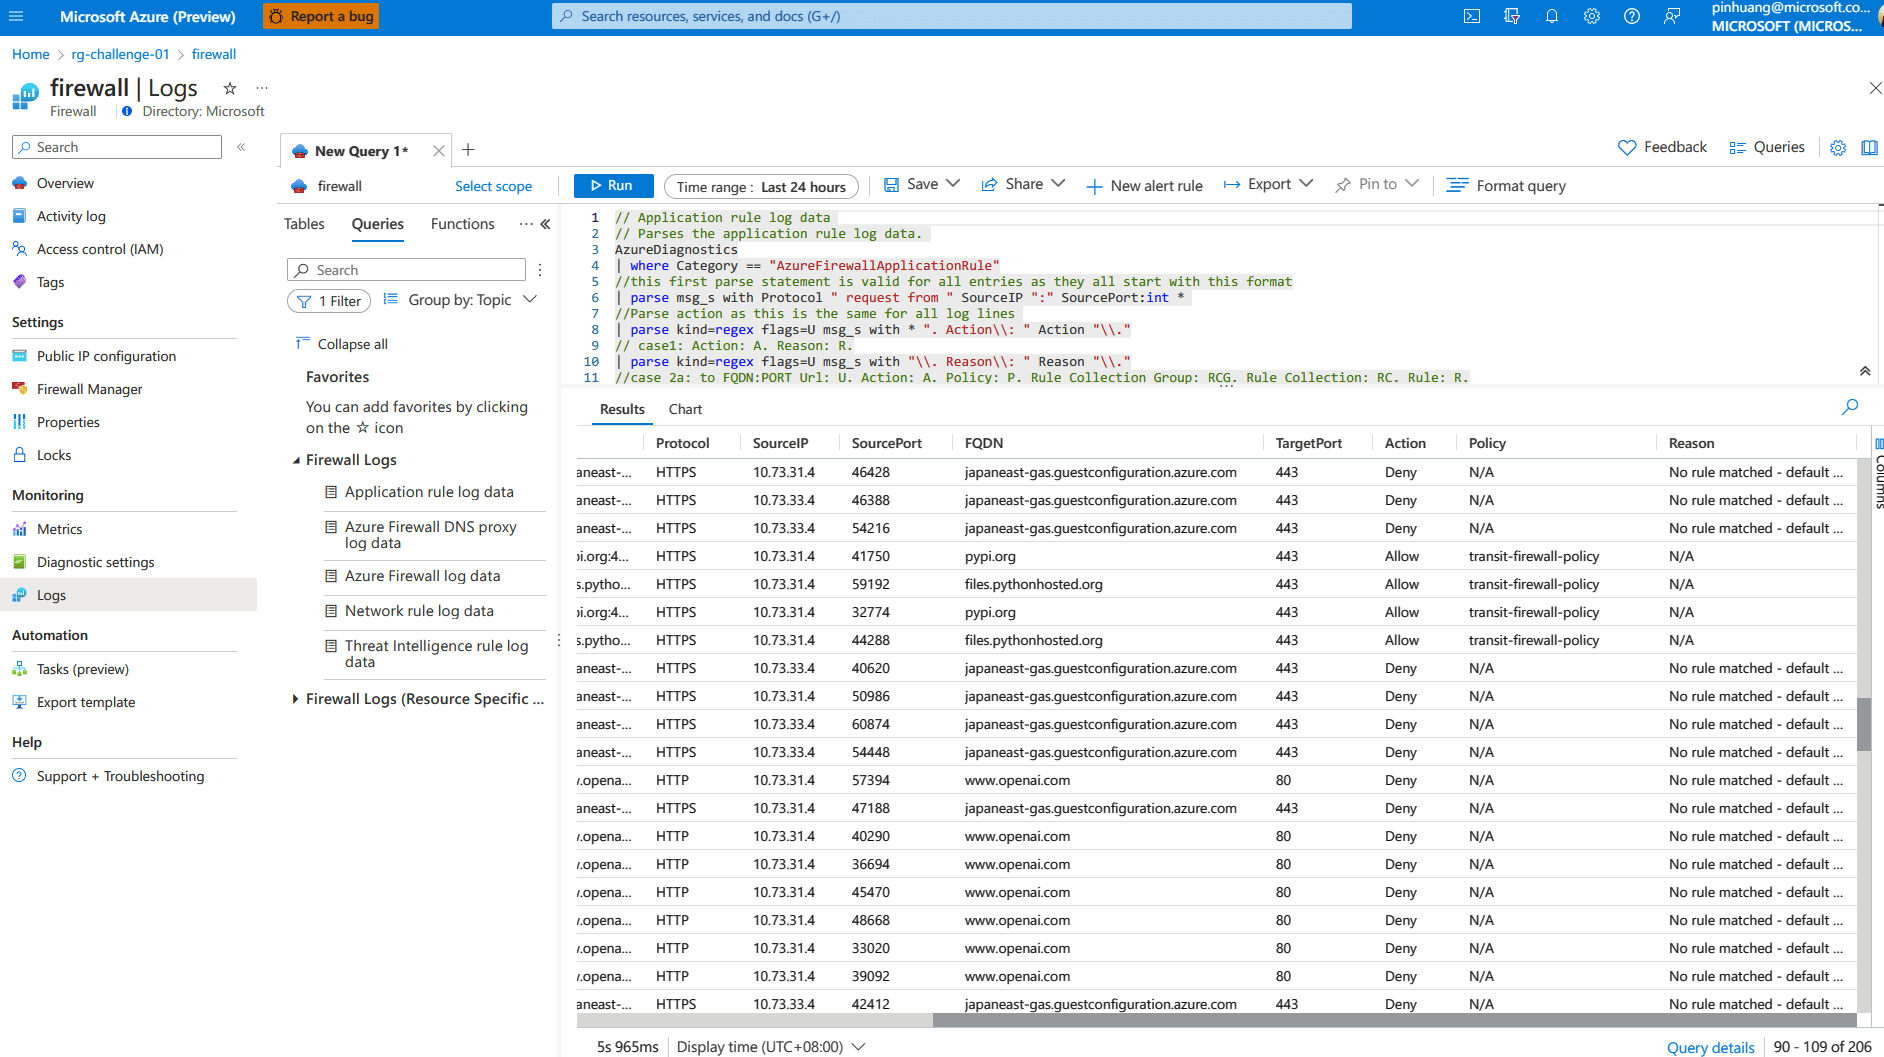 Microsoft Azure (Preview)
Report a bug
Search resources, services, and docs (G+/)
pinhuang@microsoft.co...
MICROSOFT (MICROS...
Home > rg-challenge-01 > firewall
firewall | Logs ☆ ...
Firewall Directory: Microsoft
Search «
Overview
Activity log
Access control (IAM)
Tags
Settings
Public IP configuration
Firewall Manager
Properties
Locks
Monitoring
Metrics
Diagnostic settings
Logs
Automation
Tasks (preview)
Export template
Help
Support + Troubleshooting
New Query 1* × +
Feedback Queries
firewall Select scope
Run Time range : Last 24 hours Save Share New alert rule Export Pin to Format query
Tables Queries Functions ... «
Search
1 Filter Group by: Topic
Collapse all
Favorites
You can add favorites by clicking
on the ☆ icon
Firewall Logs
Application rule log data
Azure Firewall DNS proxy
log data
Azure Firewall log data
Network rule log data
Threat Intelligence rule log
data
Firewall Logs (Resource Specific ...
1 // Application rule log data
2 // Parses the application rule log data.
3 AzureDiagnostics
4 | where Category == "AzureFirewallApplicationRule"
5 //this first parse statement is valid for all entries as they all start with this format
6 | parse msg_s with Protocol " request from " SourceIP ":" SourcePort:int *
7 //Parse action as this is the same for all log lines
8 | parse kind=regex flags=U msg_s with * ". Action\\: " Action "\\."
9 // case1: Action: A. Reason: R.
10 | parse kind=regex flags=U msg_s with "\\. Reason\\: " Reason "\\."
11 //case 2a: to FQDN:PORT Url: U. Action: A. Policy: P. Rule Collection Group: RCG. Rule Collection: RC. Rule: R.
Results Chart
Protocol SourceIP SourcePort FQDN TargetPort Action Policy Reason
Columns
paneast-... HTTPS 10.73.31.4 46428 japaneast-gas.guestconfiguration.azure.com 443 Deny N/A No rule matched - default ...
paneast-... HTTPS 10.73.33.4 46388 japaneast-gas.guestconfiguration.azure.com 443 Deny N/A No rule matched - default ...
paneast-... HTTPS 10.73.33.4 54216 japaneast-gas.guestconfiguration.azure.com 443 Deny N/A No rule matched - default ...
pi.org:4... HTTPS 10.73.31.4 41750 pypi.org 443 Allow transit-firewall-policy N/A
s.pytho... HTTPS 10.73.31.4 59192 files.pythonhosted.org 443 Allow transit-firewall-policy N/A
pi.org:4... HTTPS 10.73.31.4 32774 pypi.org 443 Allow transit-firewall-policy N/A
s.pytho... HTTPS 10.73.31.4 44288 files.pythonhosted.org 443 Allow transit-firewall-policy N/A
aneast-... HTTPS 10.73.33.4 40620 japaneast-gas.guestconfiguration.azure.com 443 Deny N/A No rule matched - default ...
aneast-... HTTPS 10.73.31.4 50986 japaneast-gas.guestconfiguration.azure.com 443 Deny N/A No rule matched - default ...
aneast-... HTTPS 10.73.33.4 60874 japaneast-gas.guestconfiguration.azure.com 443 Deny N/A No rule matched - default ...
aneast-... HTTPS 10.73.31.4 54448 japaneast-gas.guestconfiguration.azure.com 443 Deny N/A No rule matched - default ...
.opena... HTTP 10.73.31.4 57394 www.openai.com 80 Deny N/A No rule matched - default ...
aneast-... HTTPS 10.73.31.4 47188 japaneast-gas.guestconfiguration.azure.com 443 Deny N/A No rule matched - default ...
.opena... HTTP 10.73.31.4 40290 www.openai.com 80 Deny N/A No rule matched - default ...
.opena... HTTP 10.73.31.4 36694 www.openai.com 80 Deny N/A No rule matched - default ...
.opena... HTTP 10.73.31.4 45470 www.openai.com 80 Deny N/A No rule matched - default ...
.opena... HTTP 10.73.31.4 48668 www.openai.com 80 Deny N/A No rule matched - default ...
.opena... HTTP 10.73.31.4 33020 www.openai.com 80 Deny N/A No rule matched - default ...
.opena... HTTP 10.73.31.4 39092 www.openai.com 80 Deny N/A No rule matched - default ...
aneast-... HTTPS 10.73.33.4 42412 japaneast-gas.guestconfiguration.azure.com 443 Deny N/A No rule matched - default ...
5s 965ms Display time (UTC+08:00) Query details 90 - 109 of 206